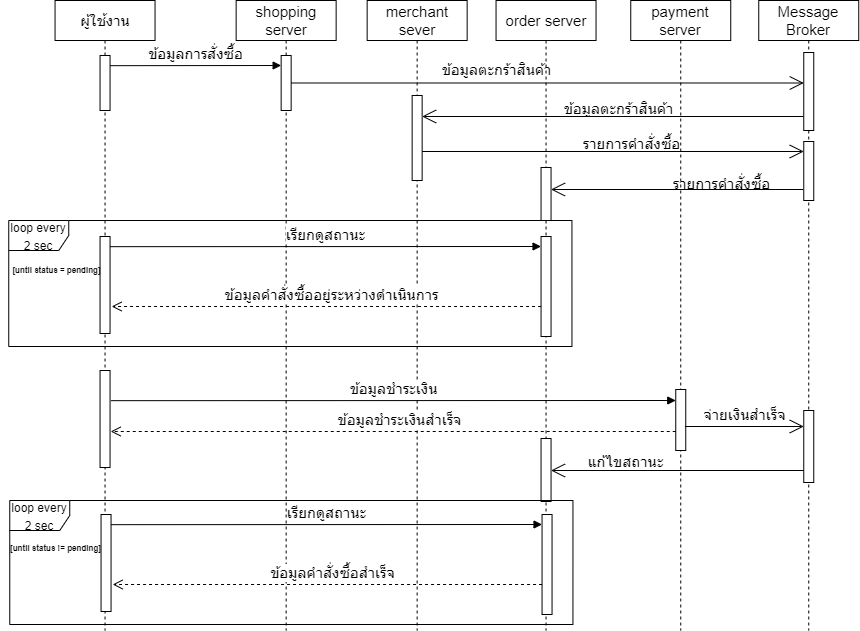 ผู้ใช้งาน
shopping
server
merchant
sever
order server
payment
server
Message
Broker
ข้อมูลการสั่งซื้อ
ข้อมูลตะกร้าสินค้า
ข้อมูลตะกร้าสินค้า
รายการคำสั่งซื้อ
รายการคำสั่งซื้อ
loop every
2 sec
[until status = pending]
เรียกดูสถานะ
ข้อมูลคำสั่งซื้ออยู่ระหว่างดำเนินการ
ข้อมูลชำระเงิน
จ่ายเงินสำเร็จ
ข้อมูลชำระเงินสำเร็จ
แก้ไขสถานะ
loop every
2 sec
[until status != pending]
เรียกดูสถานะ
ข้อมูลคำสั่งซื้อสำเร็จ